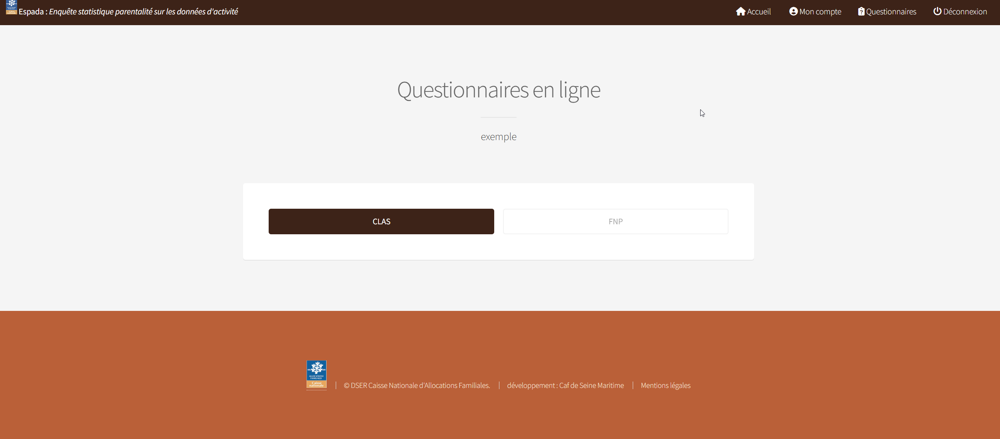 Espada : Enquête statistique parentalité sur les données d'activité
Accueil
Mon compte
Questionnaires
Déconnexion
Questionnaires en ligne
exemple
CLAS
FNP
ALLOCATIONS
FAMILIALES
Caisse
nationale
© DSER Caisse Nationale d'Allocations Familiales.
développement : Caf de Seine Maritime
Mentions légales